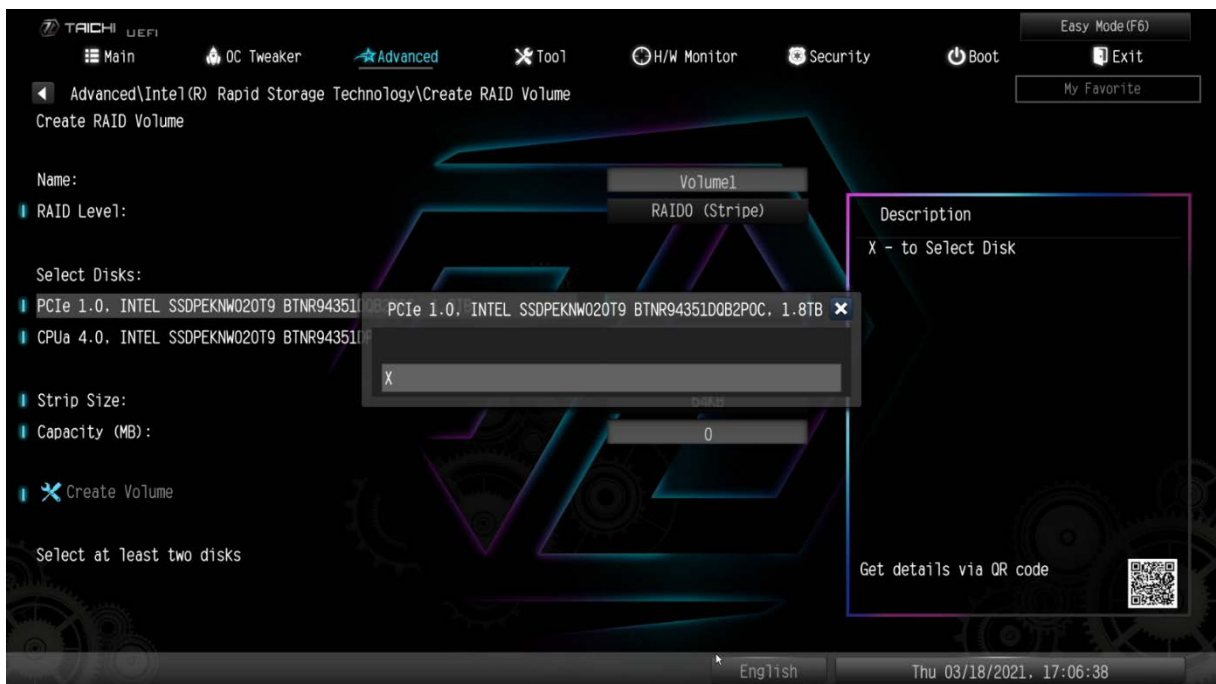 TAICHI UEFI
Easy Mode(F6)
Main OC Tweaker Advanced Tool H/W Monitor Security Boot Exit
Advanced\Intel(R) Rapid Storage Technology\Create RAID Volume
My Favorite
Create RAID Volume
Name: Volume1
RAID Level: RAID0 (Stripe)
Description
X - to Select Disk
Select Disks:
PCIe 1.0, INTEL SSDPEKNW020T9 BTNR94351
PCIe 1.0, INTEL SSDPEKNW020T9 BTNR94351DQB2P0C, 1.8TB
CPUa 4.0, INTEL SSDPEKNW020T9 BTNR94351
X
Strip Size: 64KB
Capacity (MB): 0
Create Volume
Select at least two disks
Get details via QR code
English
Thu 03/18/2021, 17:06:38